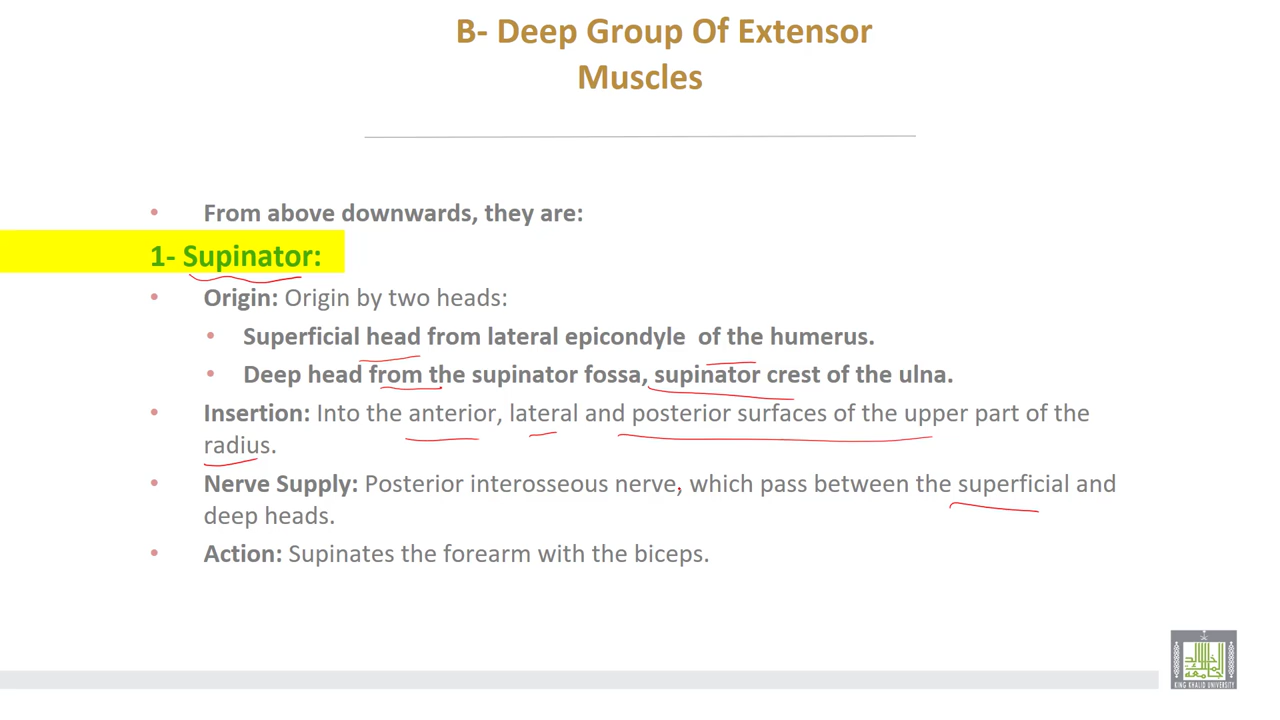 B- Deep Group Of Extensor
Muscles
• From above downwards, they are:
1- Supinator:
• Origin: Origin by two heads:
• Superficial head from lateral epicondyle of the humerus.
• Deep head from the supinator fossa, supinator crest of the ulna.
• Insertion: Into the anterior, lateral and posterior surfaces of the upper part of the
radius.
• Nerve Supply: Posterior interosseous nerve, which pass between the superficial and
deep heads.
• Action: Supinates the forearm with the biceps.
KING KHALID UNIVERSITY